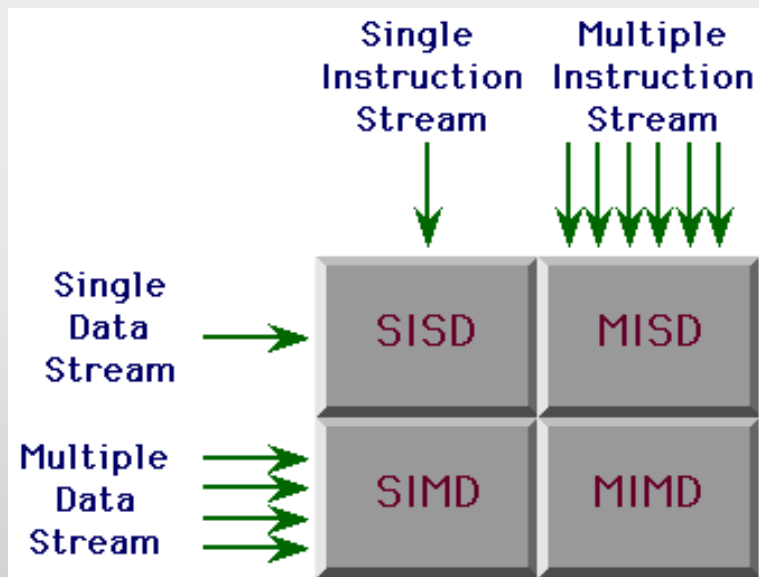 Single
Instruction
Stream
Multiple
Instruction
Stream
Single
Data
Stream
SISD
MISD
Multiple
Data
Stream
SIMD
MIMD